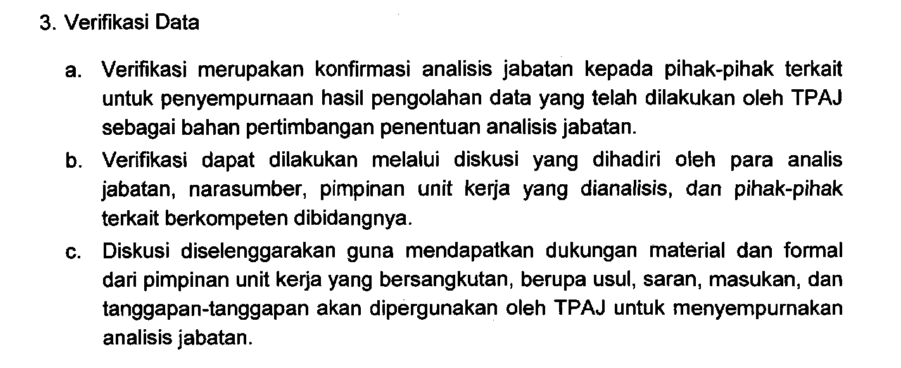 3. Verifikasi Data
a. Verifikasi merupakan konfirmasi analisis jabatan kepada pihak-pihak terkait
untuk penyempurnaan hasil pengolahan data yang telah dilakukan oleh TPAJ
sebagai bahan pertimbangan penentuan analisis jabatan.
b. Verifikasi dapat dilakukan melalui diskusi yang dihadiri oleh para analis
jabatan, narasumber, pimpinan unit kerja yang dianalisis, dan pihak-pihak
terkait berkompeten dibidangnya.
c. Diskusi diselenggarakan guna mendapatkan dukungan material dan formal
dari pimpinan unit kerja yang bersangkutan, berupa usul, saran, masukan, dan
tanggapan-tanggapan akan dipergunakan oleh TPAJ untuk menyempurnakan
analisis jabatan.